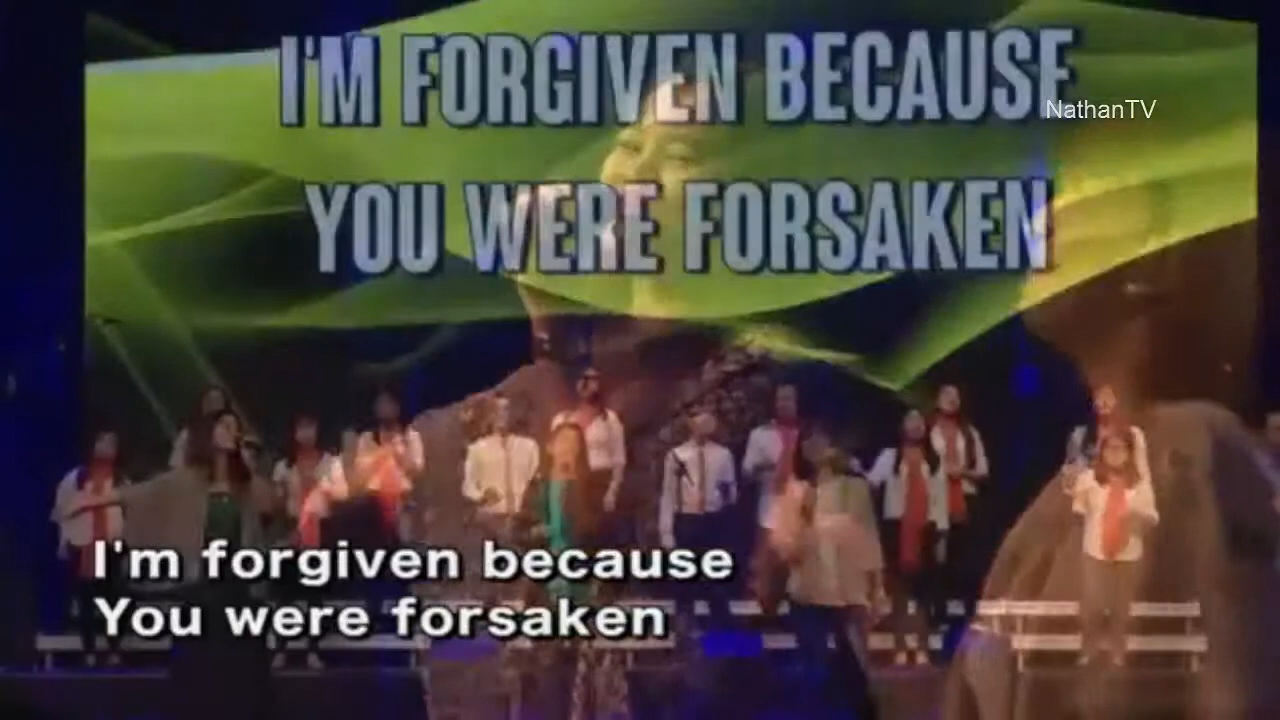 I'M FORGIVEN BECAUSE
NathanTV
YOU WERE FORSAKEN
I'm forgiven because
You were forsaken